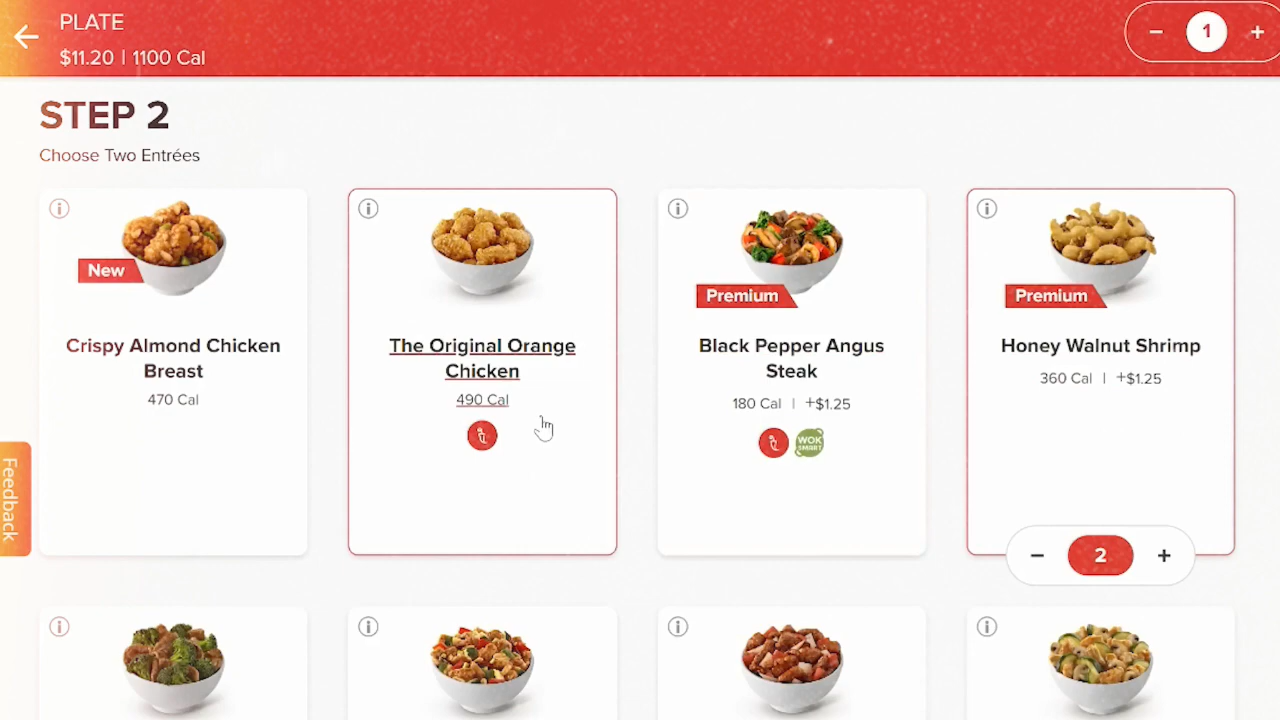 PLATE
$11.20 | 1100 Cal
1
STEP 2
Choose Two Entrées
New
Premium
Premium
Crispy Almond Chicken
Breast
470 Cal
The Original Orange
Chicken
490 Cal
Black Pepper Angus
Steak
180 Cal | +$1.25
WOK
SMART
Honey Walnut Shrimp
360 Cal | +$1.25
2
Feedback